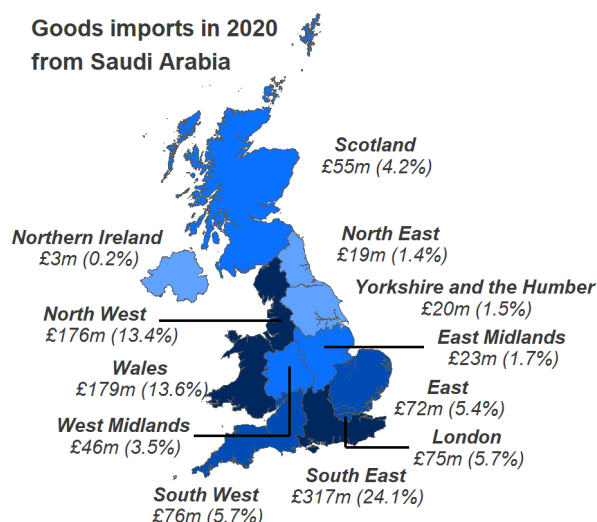 Goods imports in 2020
from Saudi Arabia
Scotland
£55m (4.2%)
Northern Ireland
£3m (0.2%)
North East
£19m (1.4%)
Yorkshire and the Humber
£20m (1.5%)
North West
£176m (13.4%)
East Midlands
£23m (1.7%)
Wales
£179m (13.6%)
East
£72m (5.4%)
West Midlands
£46m (3.5%)
London
£75m (5.7%)
South East
£317m (24.1%)
South West
£76m (5.7%)